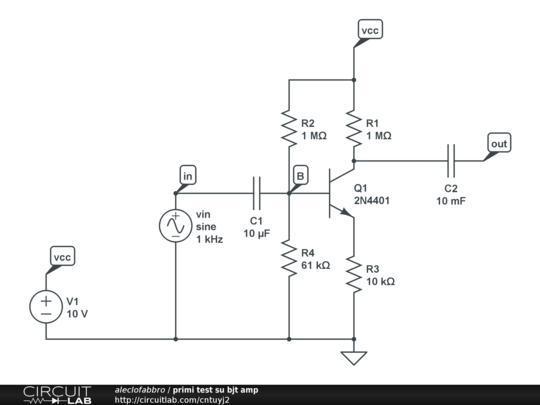 vcc
R2
1 MΩ
R1
1 MΩ
out
in
B
Q1
2N4401
C2
10 mF
vin
sine
1 kHz
C1
10 µF
vcc
R4
61 kΩ
R3
10 kΩ
V1
10 V
CIRCUIT
LAB
aleclofabbro / primi test su bjt amp
http://circuitlab.com/cntuyj2